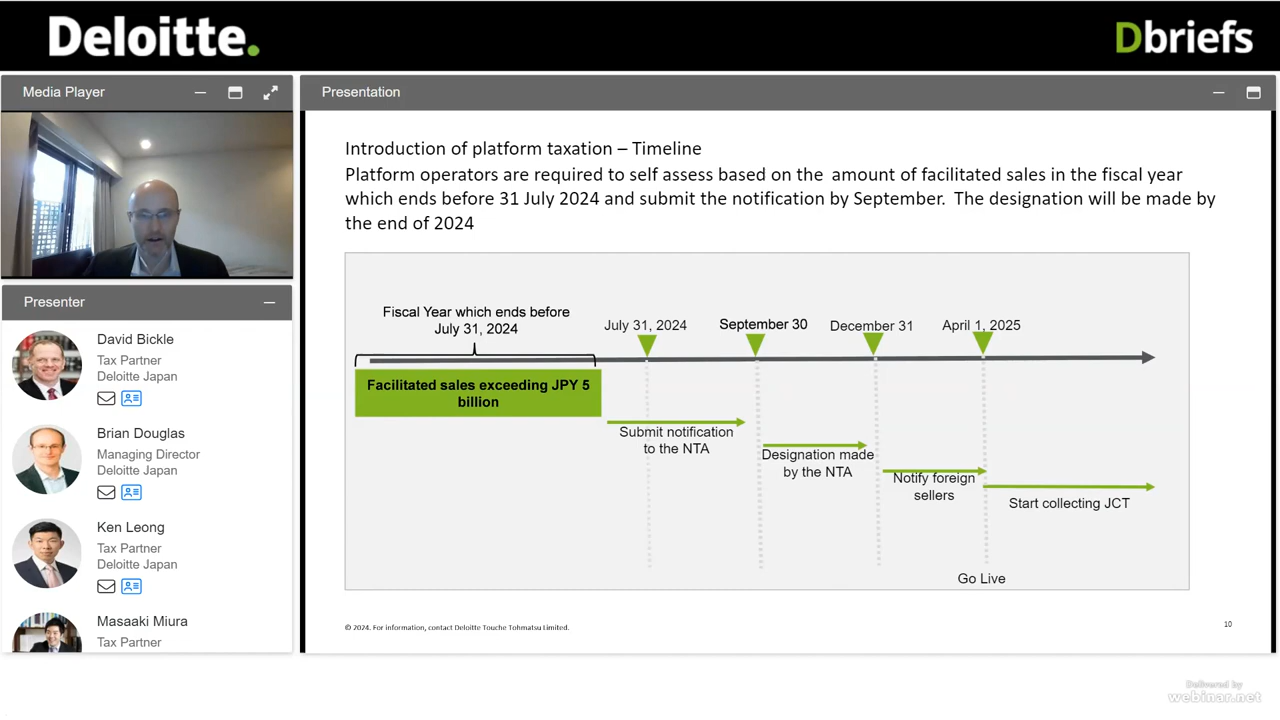 Deloitte.
Dbriefs
Media Player
Presentation
Introduction of platform taxation – Timeline
Platform operators are required to self assess based on the amount of facilitated sales in the fiscal year
which ends before 31 July 2024 and submit the notification by September. The designation will be made by
the end of 2024
Fiscal Year which ends before
July 31, 2024
July 31, 2024
September 30
December 31
April 1, 2025
Facilitated sales exceeding JPY 5
billion
Submit notification
to the NTA
Designation made
by the NTA
Notify foreign
sellers
Start collecting JCT
Go Live
© 2024. For information, contact Deloitte Touche Tohmatsu Limited.
10
Presenter
David Bickle
Tax Partner
Deloitte Japan
Brian Douglas
Managing Director
Deloitte Japan
Ken Leong
Tax Partner
Deloitte Japan
Masaaki Miura
Tax Partner
Delivered by
webinar.net